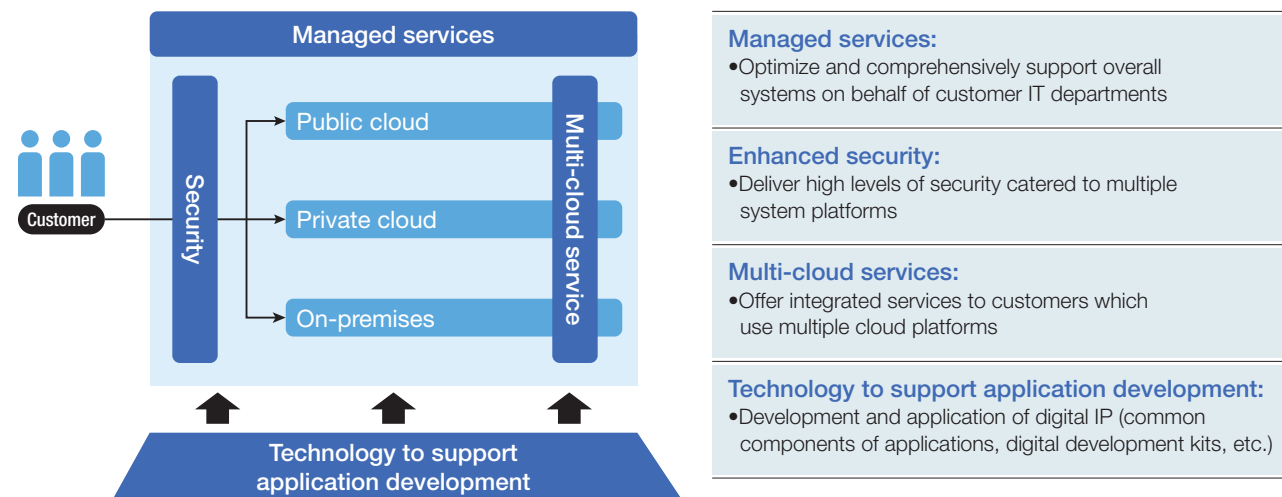 Managed services
Customer
Security
Public cloud
Private cloud
On-premises
Multi-cloud service
Technology to support
application development
Managed services:
•Optimize and comprehensively support overall
systems on behalf of customer IT departments
Enhanced security:
•Deliver high levels of security catered to multiple
system platforms
Multi-cloud services:
•Offer integrated services to customers which
use multiple cloud platforms
Technology to support application development:
•Development and application of digital IP (common
components of applications, digital development kits, etc.)